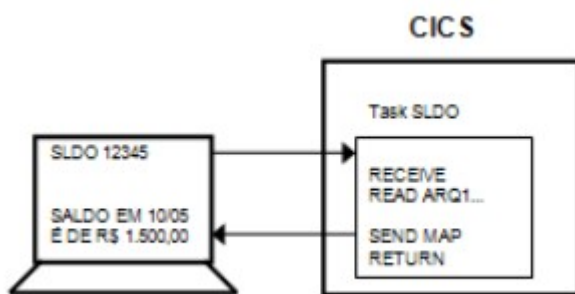 CICS
Task SLDO
SLDO 12345
SALDO EM 10/05
É DE R$ 1.500,00
RECEIVE
READ ARQ1...
SEND MAP
RETURN